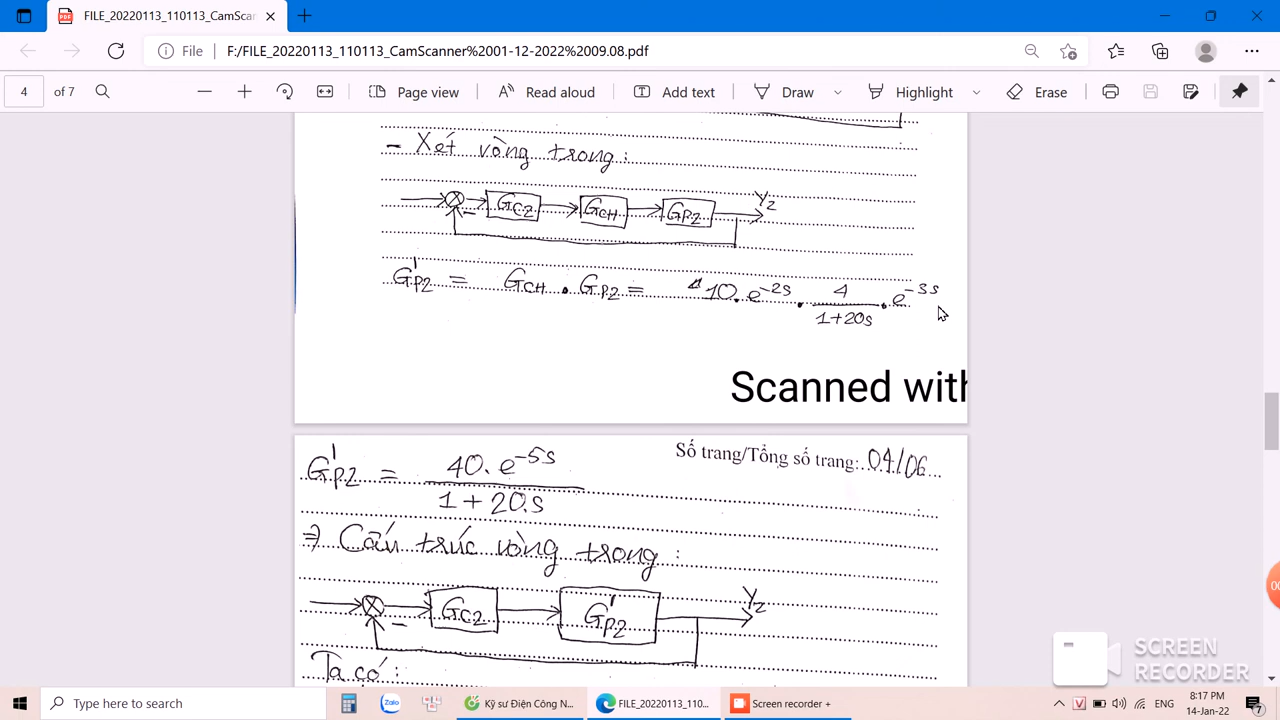 FILE_20220113_110113_CamScanner
File F:/FILE_20220113_110113_CamScanner%2001-12-2022%2009.08.pdf
4 of 7 Page view Read aloud Add text Draw Highlight Erase
- Xét vòng trong:
Gc2 GCH GP2 Y2
G'P2 = GCH . GP2 = 10. e^-2s . 4/(1+20s) . e^-3s
Scanned with
Số trang/Tổng số trang: 04/06
G'P2 = 40. e^-5s / (1+20.s)
⇒ Cấu trúc vòng trong:
Gc2 G'P2 Y2
Ta có:
SCREEN
RECORDER
Type here to search
Kỹ sư Điện Công N...
FILE_20220113_110...
Screen recorder +
ENG
8:17 PM
14-Jan-22
7